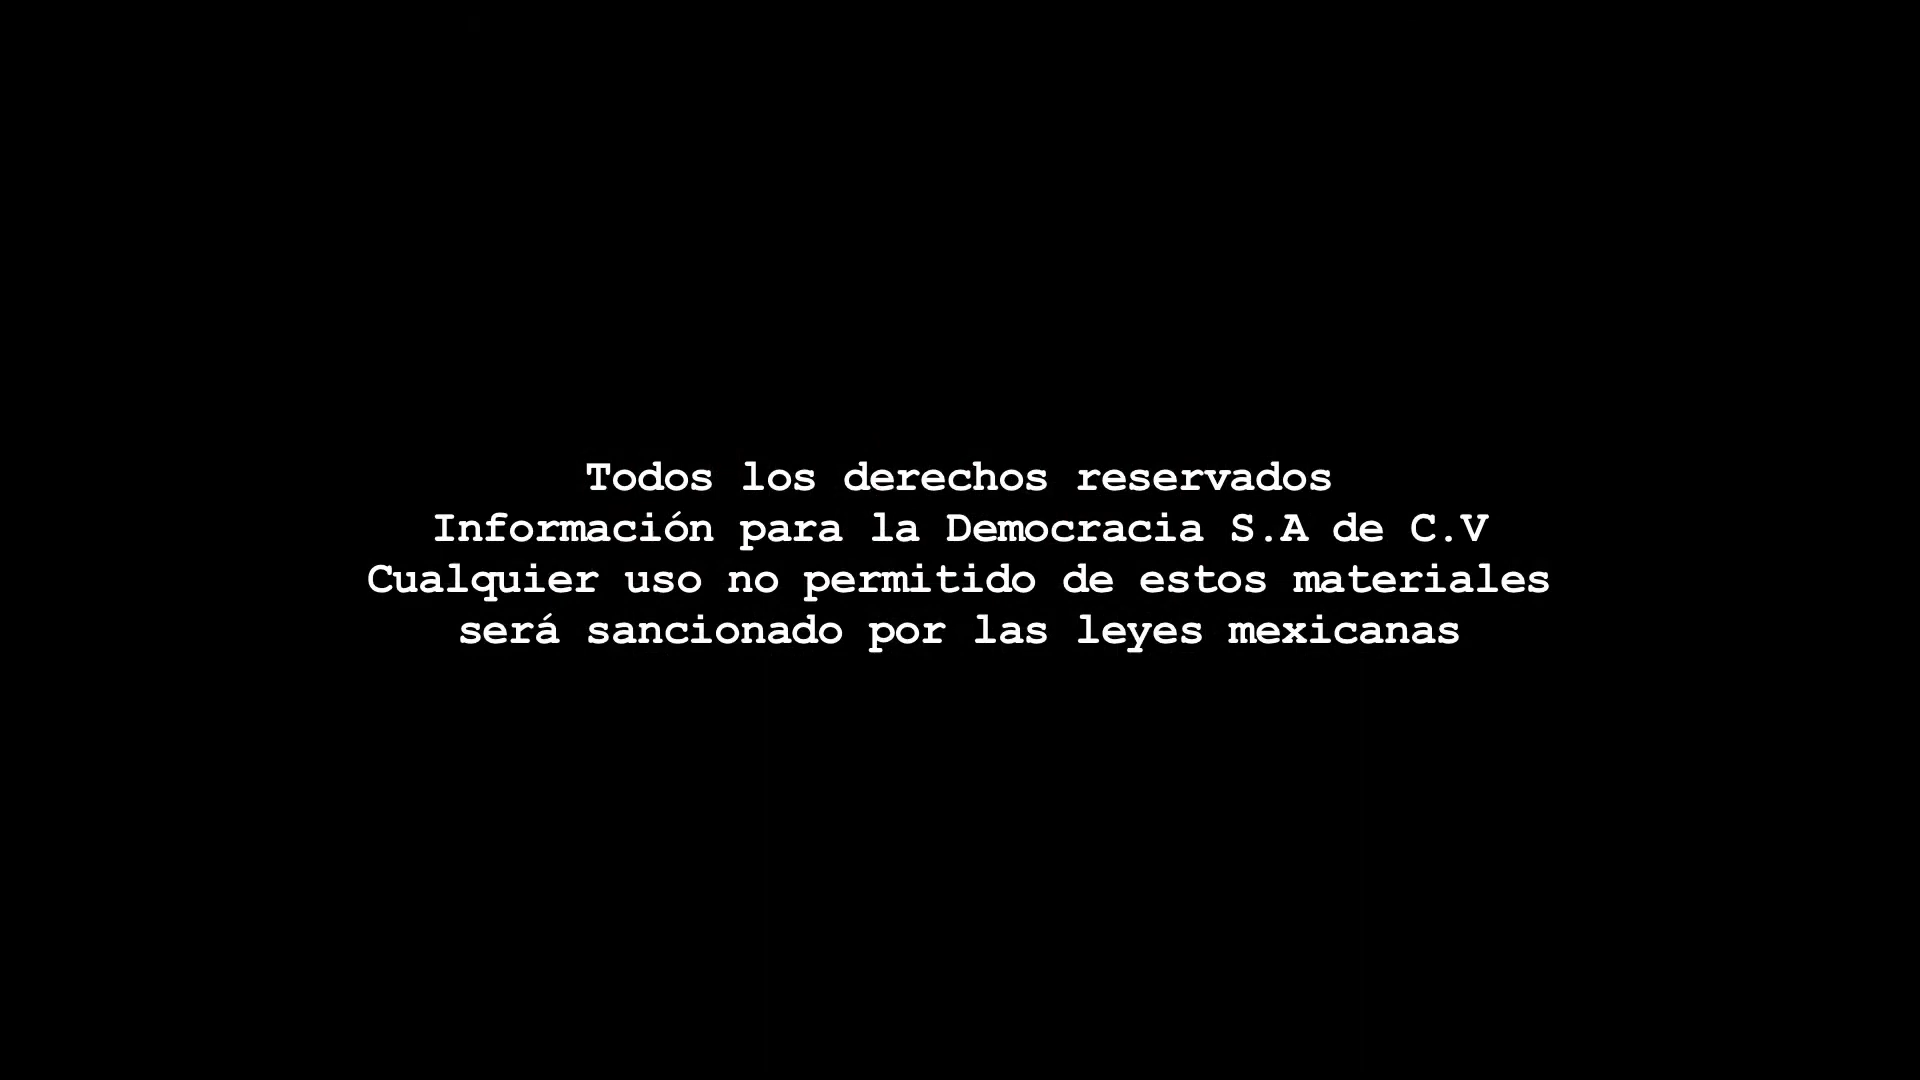 Todos los derechos reservados
Información para la Democracia S.A de C.V
Cualquier uso no permitido de estos materiales
será sancionado por las leyes mexicanas